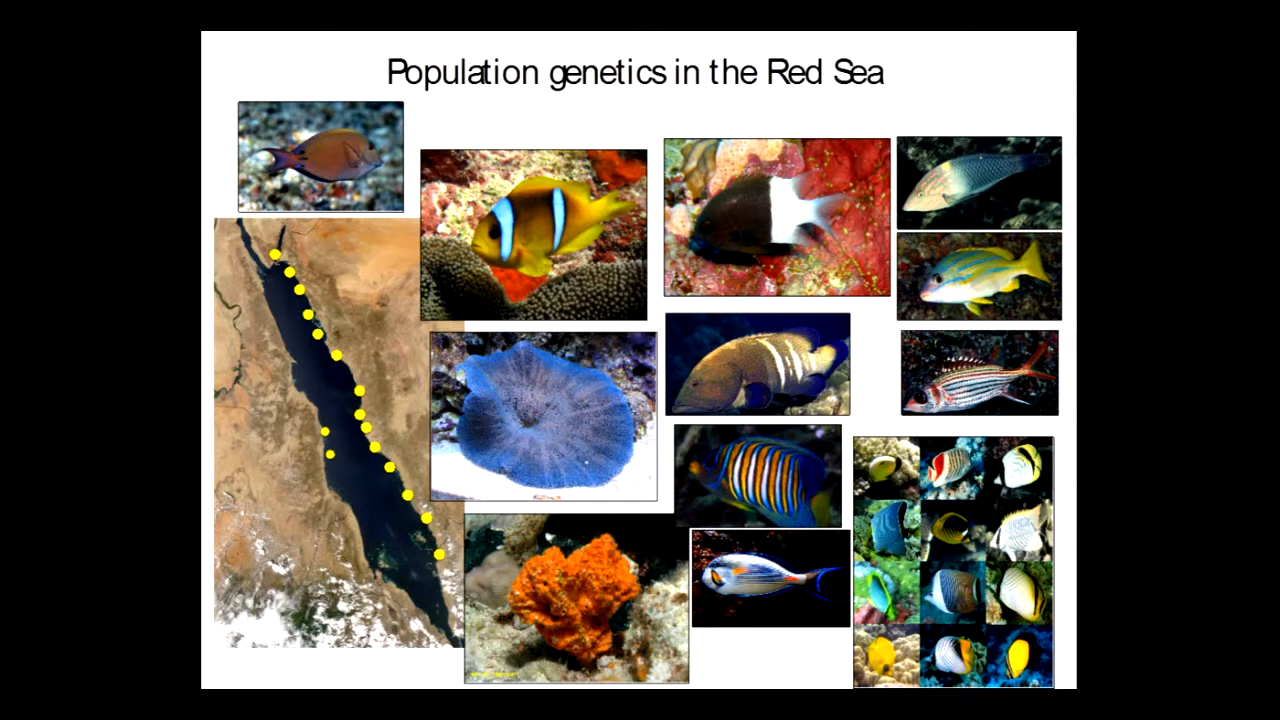 Population genetics in the Red Sea